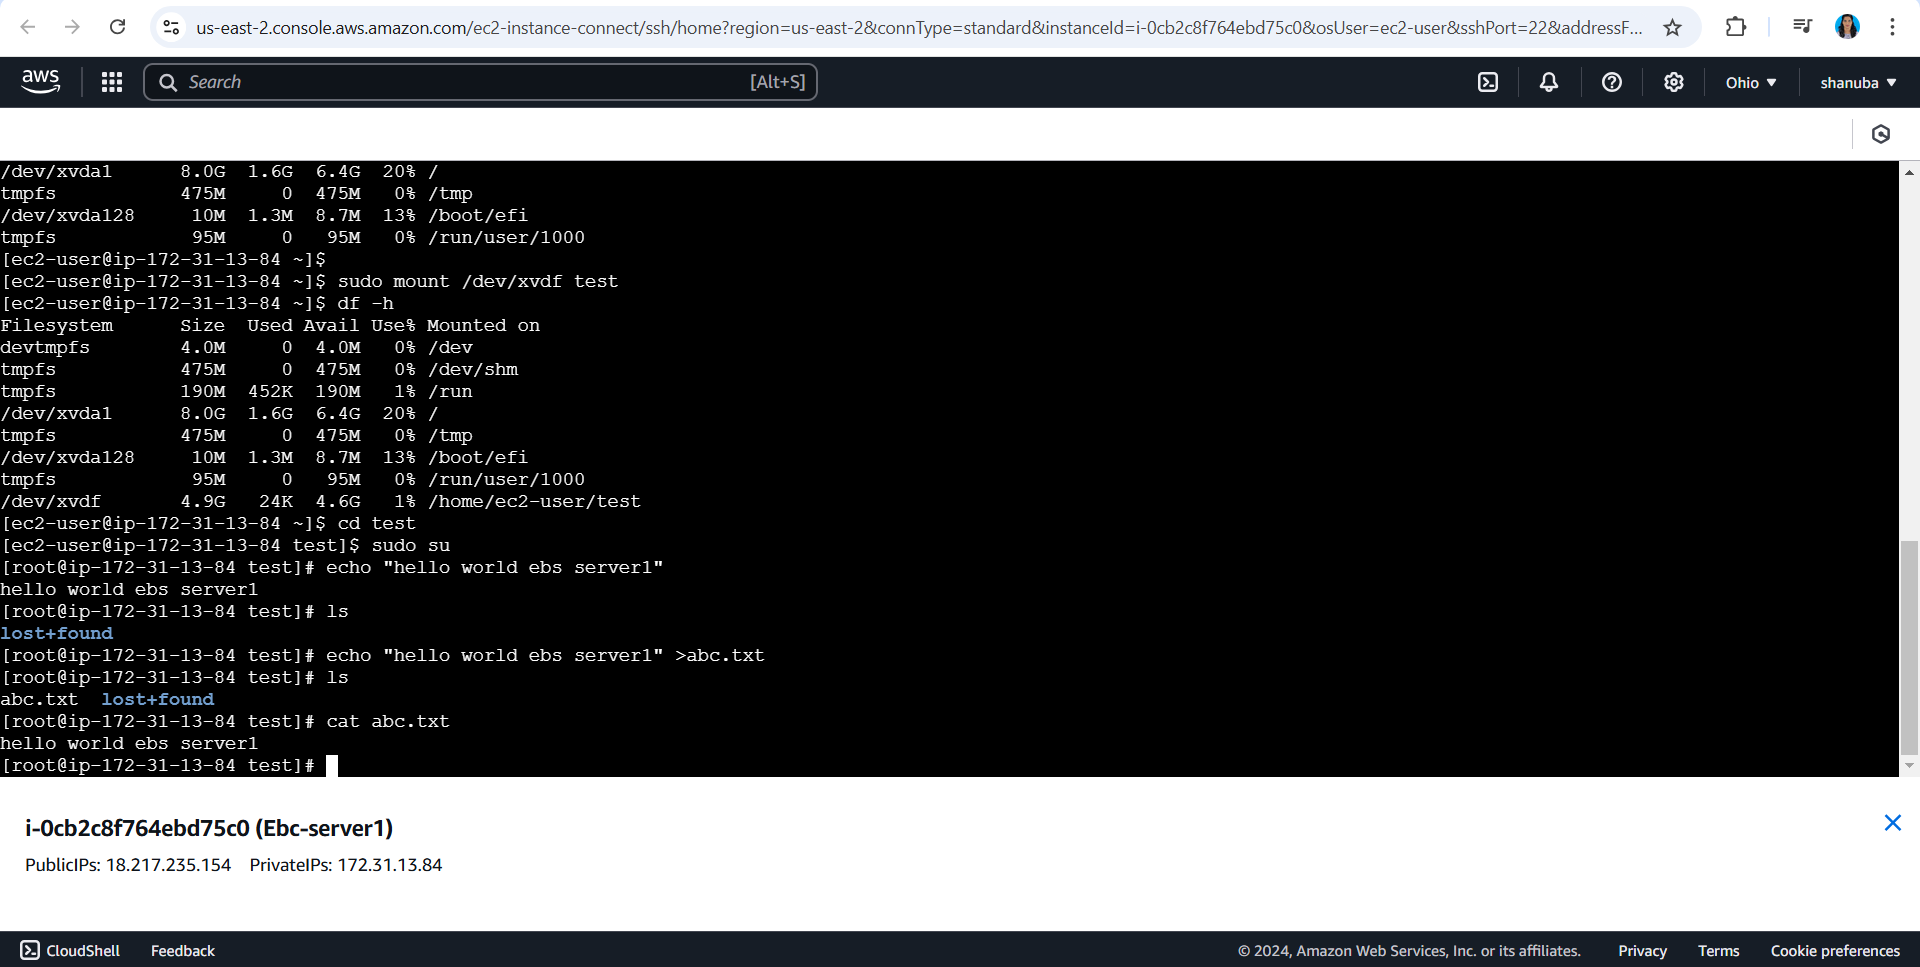 us-east-2.console.aws.amazon.com/ec2-instance-connect/ssh/home?region=us-east-2&connType=standard&instanceId=i-0cb2c8f764ebd75c0&osUser=ec2-user&sshPort=22&addressF...
aws Search [Alt+S] Ohio shanuba
/dev/xvda1      8.0G  1.6G  6.4G  20% /
tmpfs           475M     0  475M   0% /tmp
/dev/xvda128     10M  1.3M  8.7M  13% /boot/efi
tmpfs            95M     0   95M   0% /run/user/1000
[ec2-user@ip-172-31-13-84 ~]$
[ec2-user@ip-172-31-13-84 ~]$ sudo mount /dev/xvdf test
[ec2-user@ip-172-31-13-84 ~]$ df -h
Filesystem      Size  Used Avail Use% Mounted on
devtmpfs        4.0M     0  4.0M   0% /dev
tmpfs           475M     0  475M   0% /dev/shm
tmpfs           190M  452K  190M   1% /run
/dev/xvda1      8.0G  1.6G  6.4G  20% /
tmpfs           475M     0  475M   0% /tmp
/dev/xvda128     10M  1.3M  8.7M  13% /boot/efi
tmpfs            95M     0   95M   0% /run/user/1000
/dev/xvdf       4.9G   24K  4.6G   1% /home/ec2-user/test
[ec2-user@ip-172-31-13-84 ~]$ cd test
[ec2-user@ip-172-31-13-84 test]$ sudo su
[root@ip-172-31-13-84 test]# echo "hello world ebs server1"
hello world ebs server1
[root@ip-172-31-13-84 test]# ls
lost+found
[root@ip-172-31-13-84 test]# echo "hello world ebs server1" >abc.txt
[root@ip-172-31-13-84 test]# ls
abc.txt  lost+found
[root@ip-172-31-13-84 test]# cat abc.txt
hello world ebs server1
[root@ip-172-31-13-84 test]#
i-0cb2c8f764ebd75c0 (Ebc-server1)
PublicIPs: 18.217.235.154 PrivateIPs: 172.31.13.84
CloudShell Feedback © 2024, Amazon Web Services, Inc. or its affiliates. Privacy Terms Cookie preferences